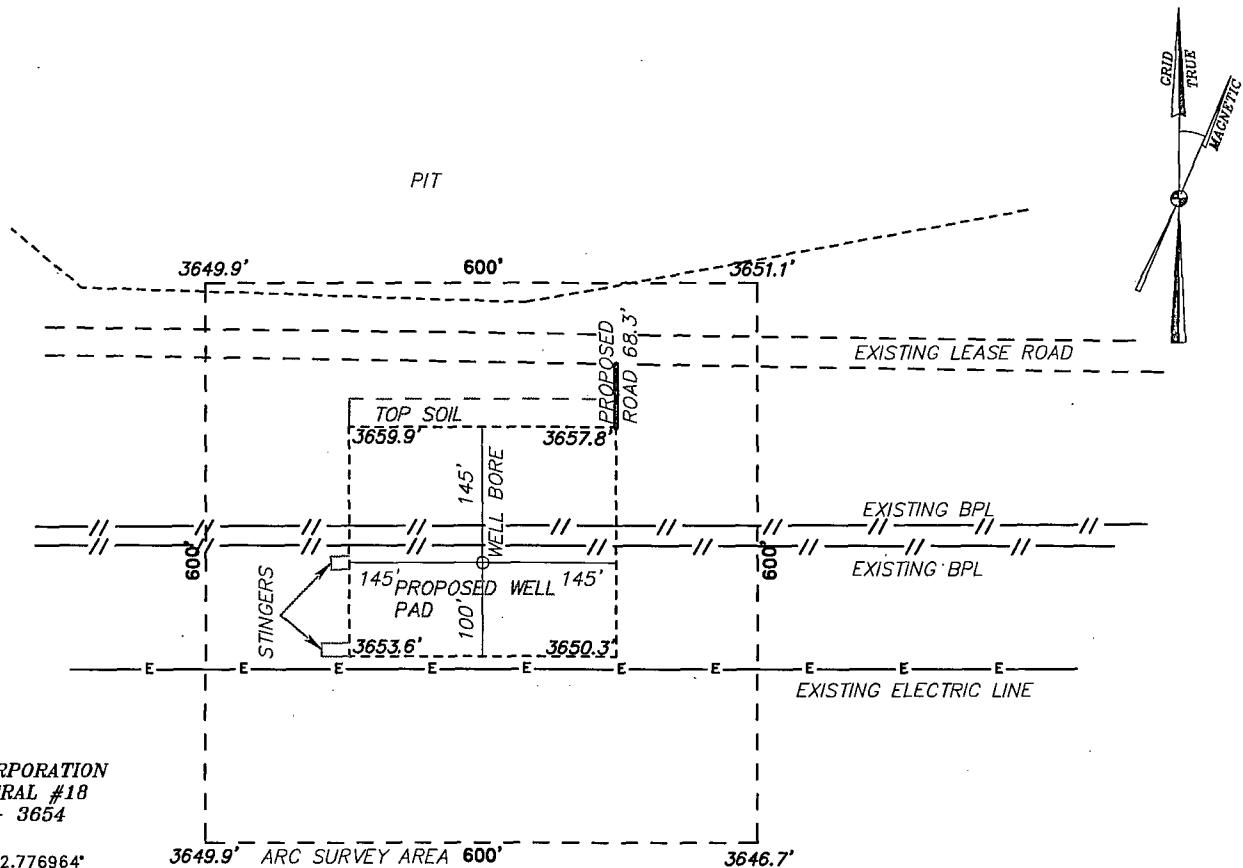 GRID
TRUE
MAGNETIC
PIT
3649.9'
600'
3651.1'
PROPOSED
ROAD 68.3'
EXISTING LEASE ROAD
TOP SOIL
3659.9'
3657.8'
145'
WELL BORE
EXISTING BPL
EXISTING BPL
600'
600'
145'
PROPOSED WELL
PAD
145'
100'
STINGERS
3653.6'
3650.3'
E E E E E E E E E E
EXISTING ELECTRIC LINE
RPORATION
RAL #18
3654
2.776964°
3649.9'
ARC SURVEY AREA
600'
3646.7'